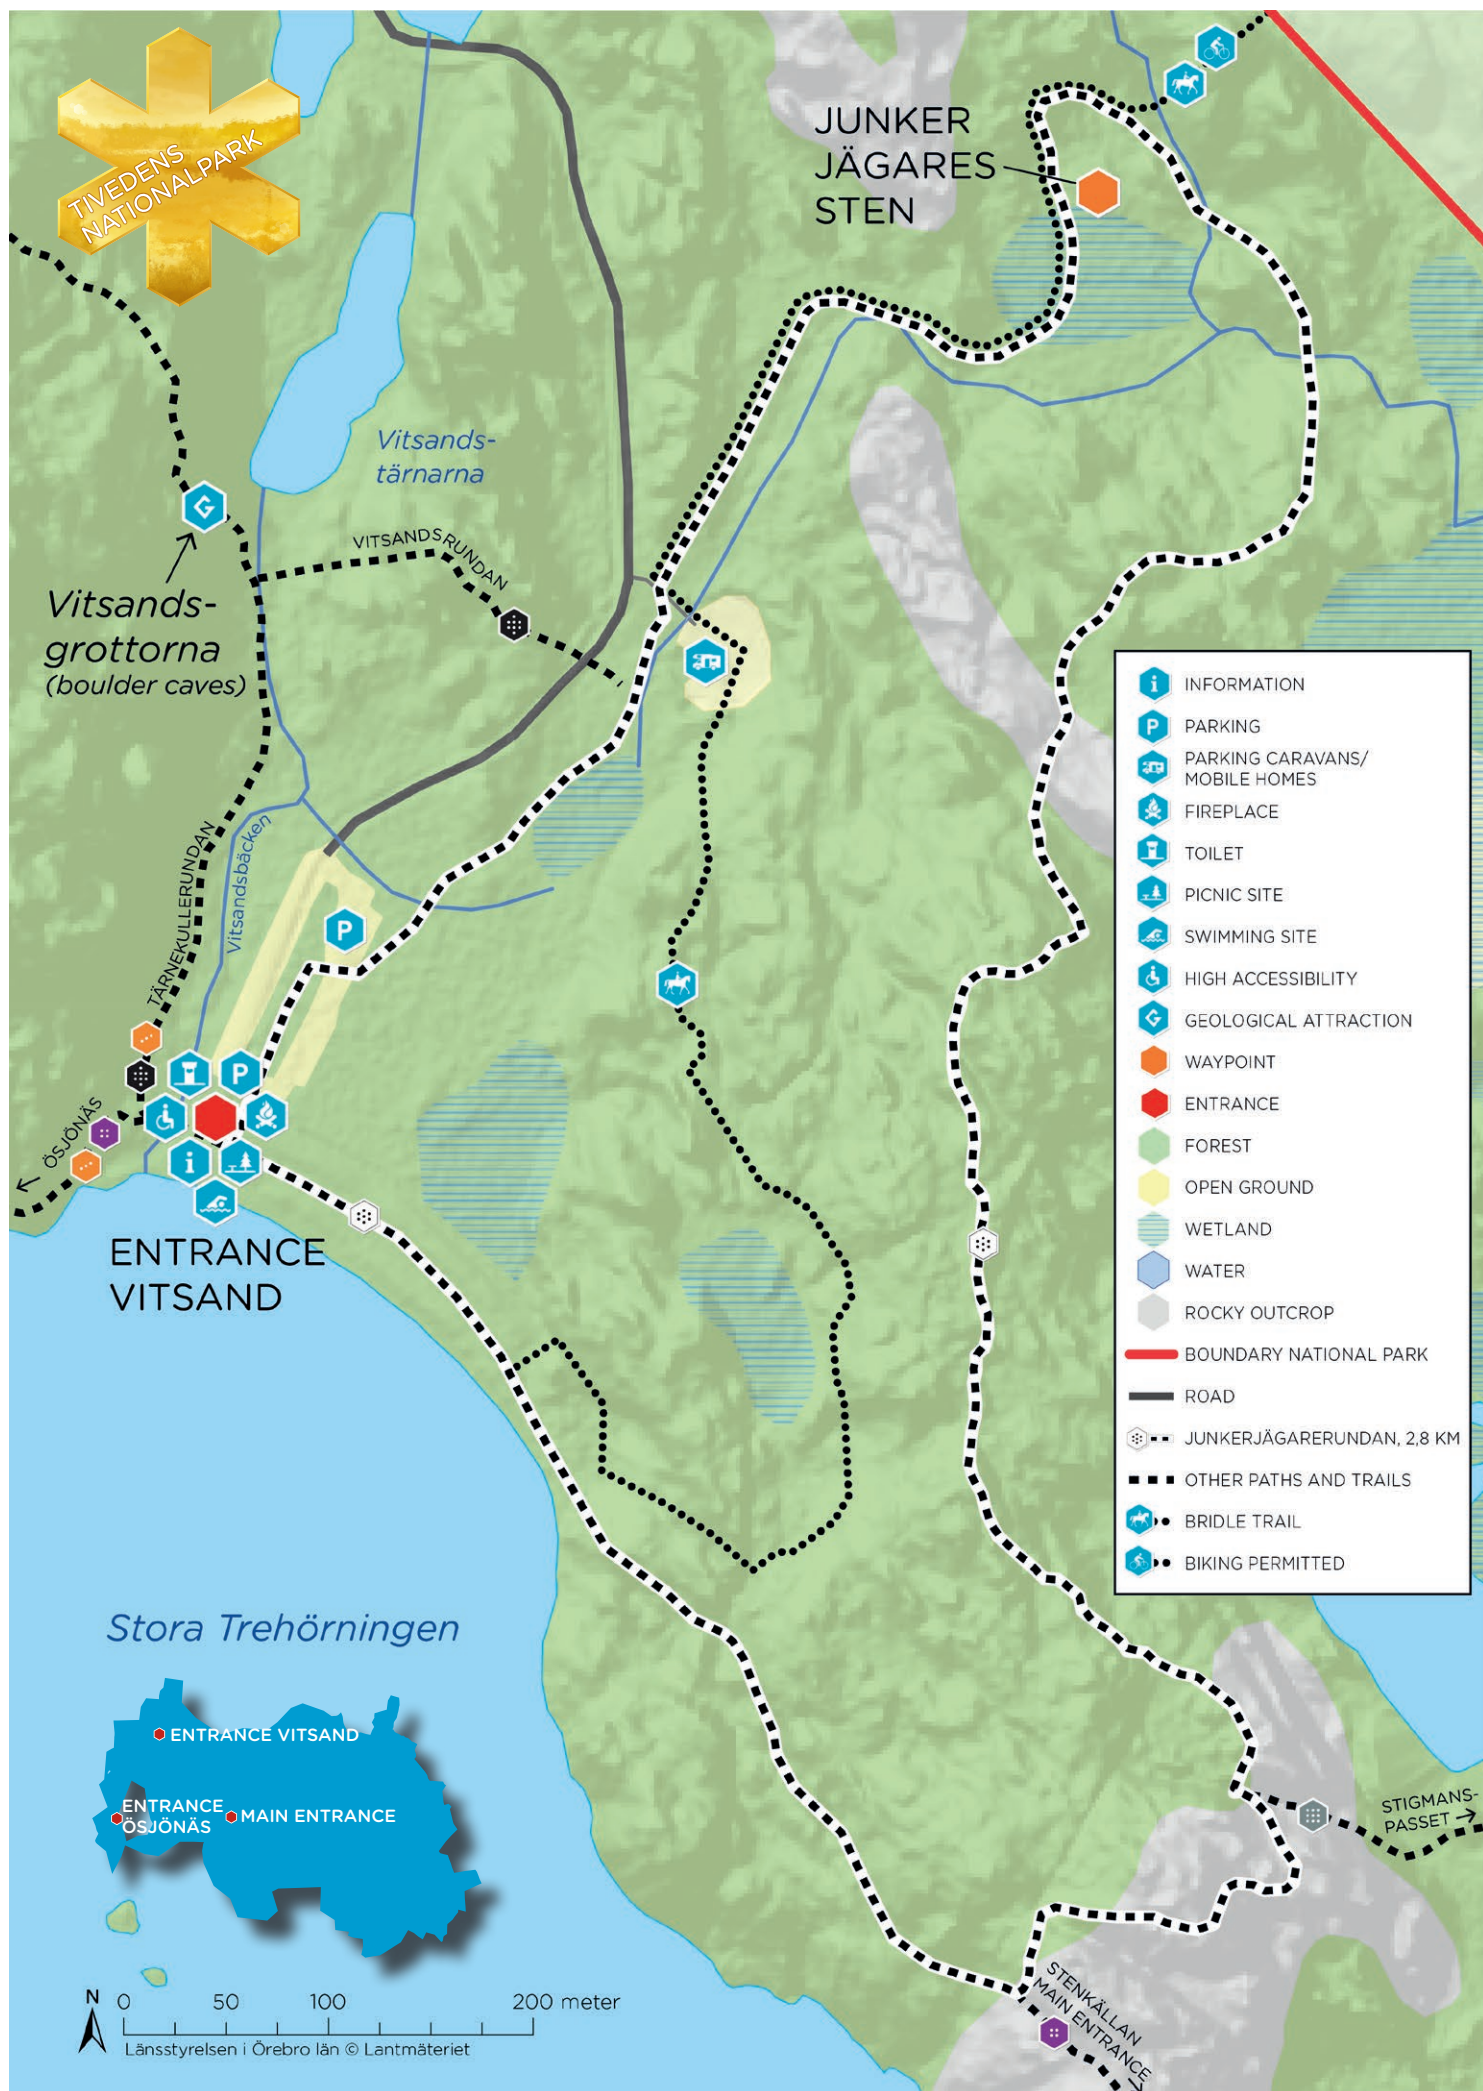 TIVEDENS
NATIONALPARK
JUNKER
JÄGARES
STEN
Vitsands-
tärnarna
VITSANDSRUNDAN
Vitsands-
grottorna
(boulder caves)
P
TÄRNEKULLERUNDAN
Vitsandsbäcken
P
i
← ÖSJÖNÄS
ENTRANCE
VITSAND
i INFORMATION
P PARKING
PARKING CARAVANS/
MOBILE HOMES
FIREPLACE
TOILET
PICNIC SITE
SWIMMING SITE
HIGH ACCESSIBILITY
GEOLOGICAL ATTRACTION
WAYPOINT
ENTRANCE
FOREST
OPEN GROUND
WETLAND
WATER
ROCKY OUTCROP
BOUNDARY NATIONAL PARK
ROAD
JUNKERJÄGARERUNDAN, 2,8 KM
OTHER PATHS AND TRAILS
BRIDLE TRAIL
BIKING PERMITTED
Stora Trehörningen
ENTRANCE VITSAND
ENTRANCE
ÖSJÖNÄS
MAIN ENTRANCE
STIGMANS-
PASSET →
STENKÄLLAN
MAIN ENTRANCE →
N
0 50 100 200 meter
Länsstyrelsen i Örebro län © Lantmäteriet